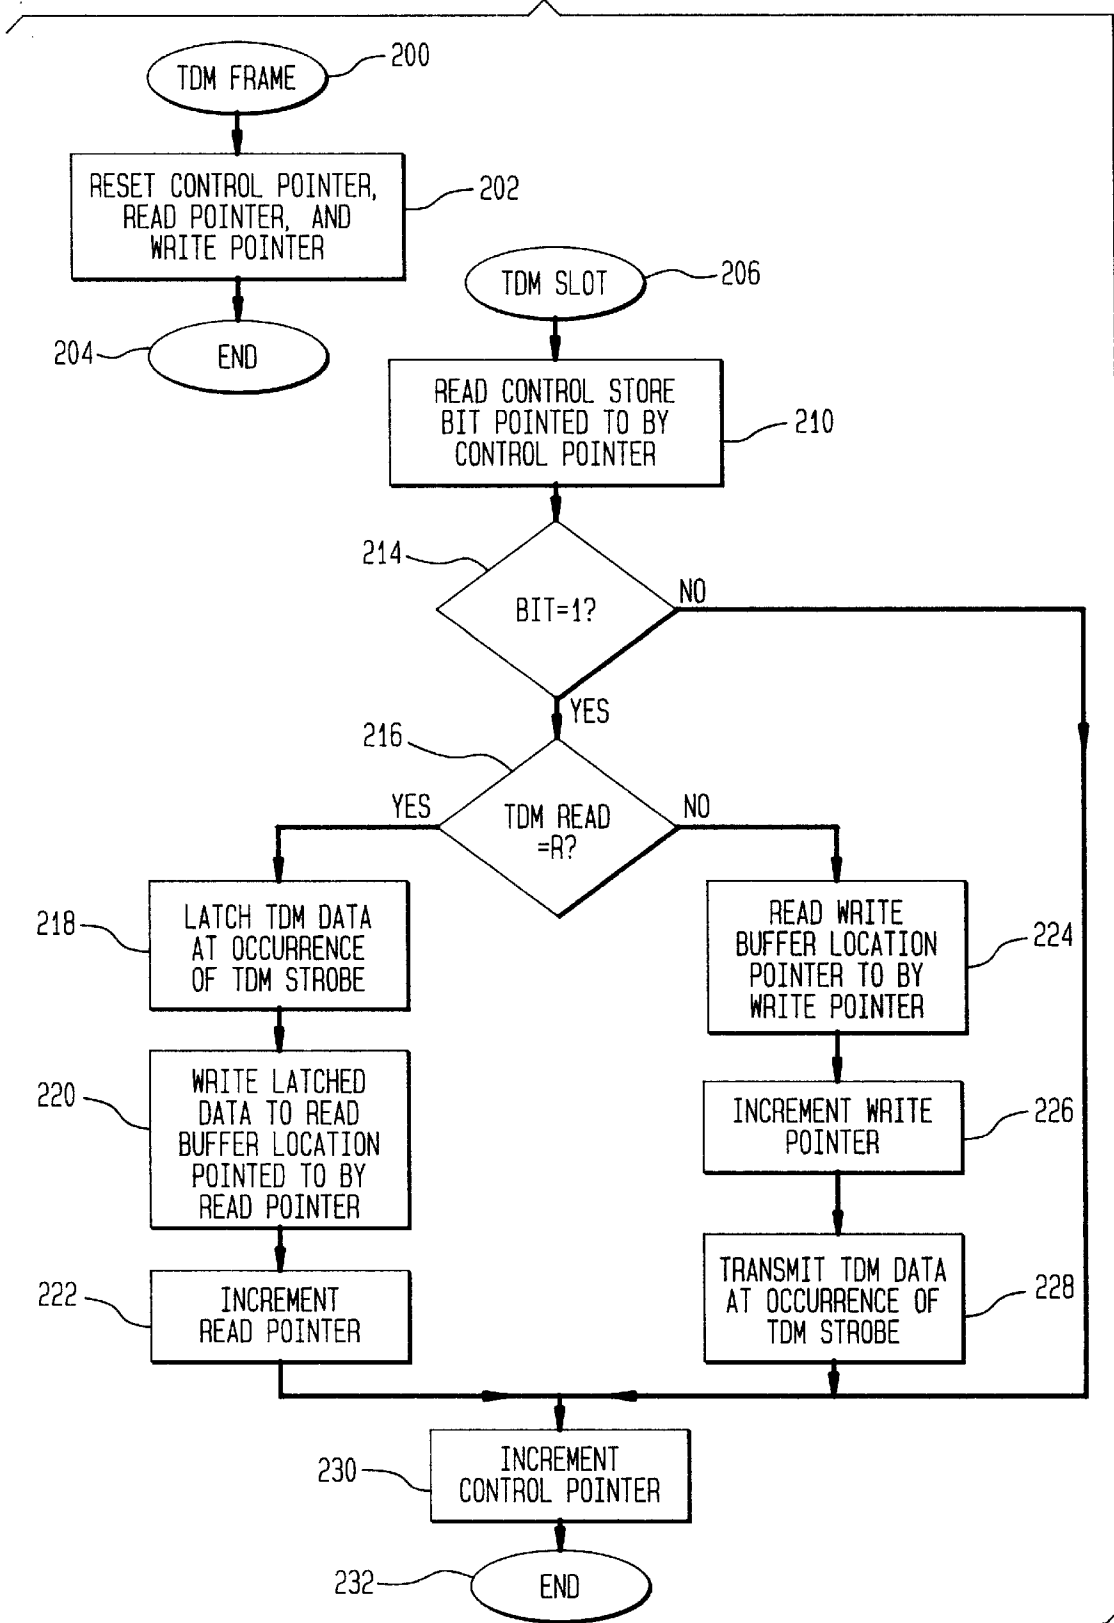 TDM FRAME
200
RESET CONTROL POINTER,
READ POINTER, AND
WRITE POINTER
202
END
204
TDM SLOT
206
READ CONTROL STORE
BIT POINTED TO BY
CONTROL POINTER
210
214
BIT=1?
NO
YES
216
TDM READ
=R?
YES
NO
218
LATCH TDM DATA
AT OCCURRENCE
OF TDM STROBE
220
WRITE LATCHED
DATA TO READ
BUFFER LOCATION
POINTED TO BY
READ POINTER
222
INCREMENT
READ POINTER
READ WRITE
BUFFER LOCATION
POINTER TO BY
WRITE POINTER
224
INCREMENT WRITE
POINTER
226
TRANSMIT TDM DATA
AT OCCURRENCE OF
TDM STROBE
228
230
INCREMENT
CONTROL POINTER
232
END